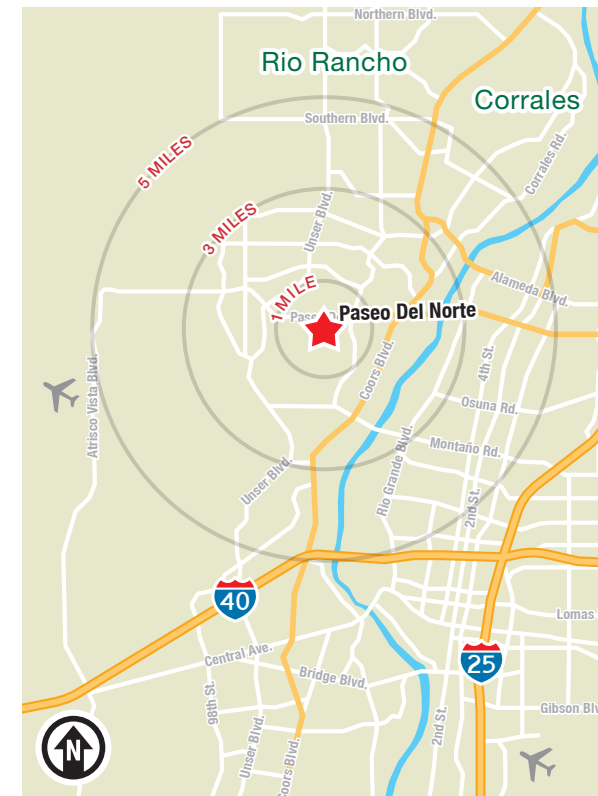 Northern Blvd.
Rio Rancho
Corrales
Southern Blvd.
Corrales Rd.
5 MILES
3 MILES
Unser Blvd.
1 MILE
Alameda Blvd.
Paseo D
Paseo Del Norte
4th St.
Coors Blvd.
Atrisco Vista Blvd.
Osuna Rd.
Montaño Rd.
Rio Grande Blvd.
Unser Blvd.
2nd St.
40
Lomas
Central Ave.
25
Bridge Blvd.
98th St.
Gibson Blv
2nd St.
Unser Blvd.
Coors Blvd.
N